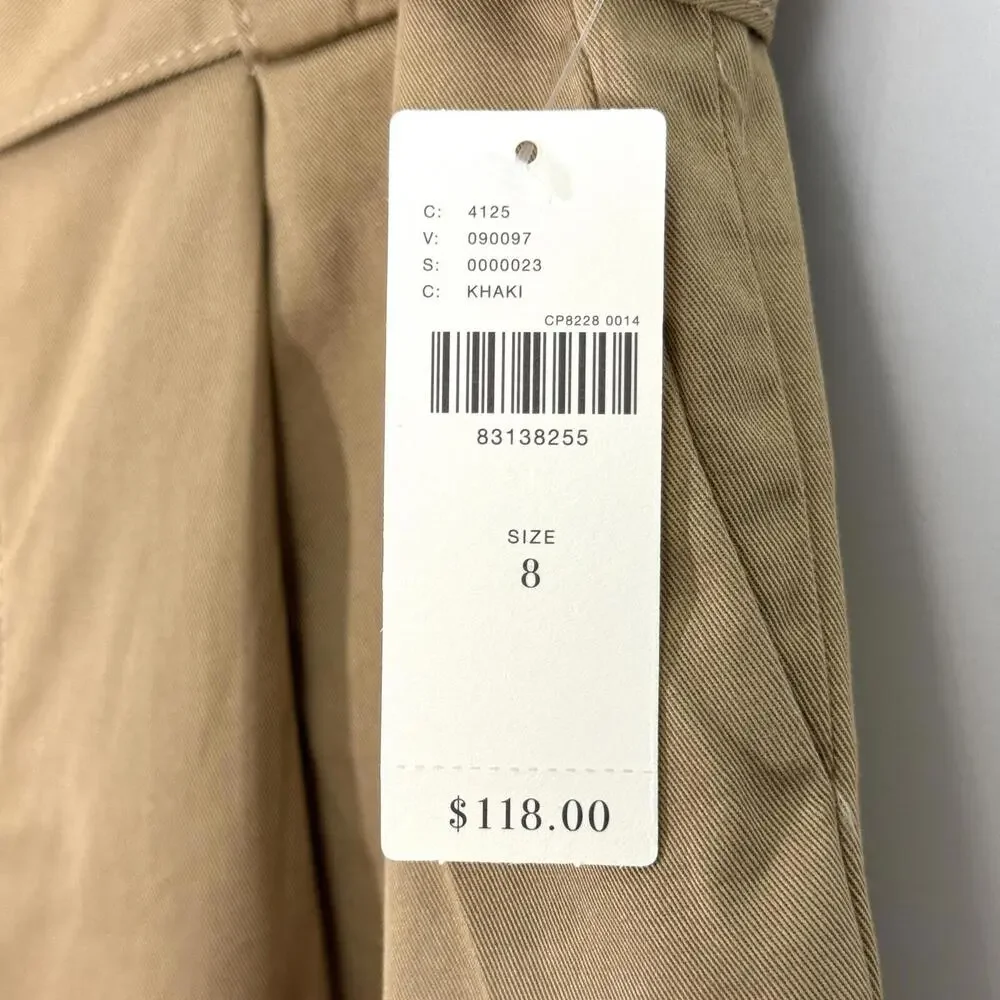 C: 4125
V: 090097
S: 0000023
C: KHAKI
CP8228 0014
83138255
SIZE
8
$118.00